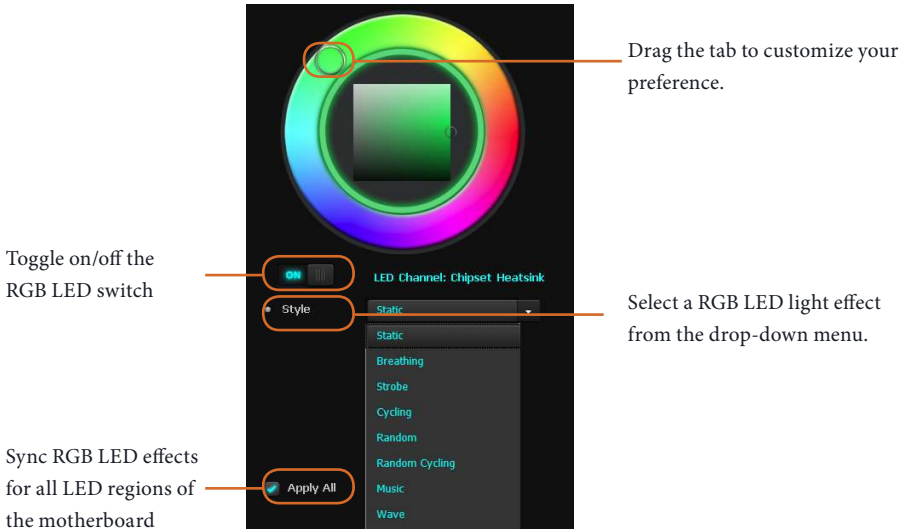 Drag the tab to customize your
preference.
Toggle on/off the
RGB LED switch
ON
LED Channel: Chipset Heatsink
Style
Static
Select a RGB LED light effect
from the drop-down menu.
Static
Breathing
Strobe
Cycling
Random
Random Cycling
Sync RGB LED effects
for all LED regions of
the motherboard
Apply All
Music
Wave